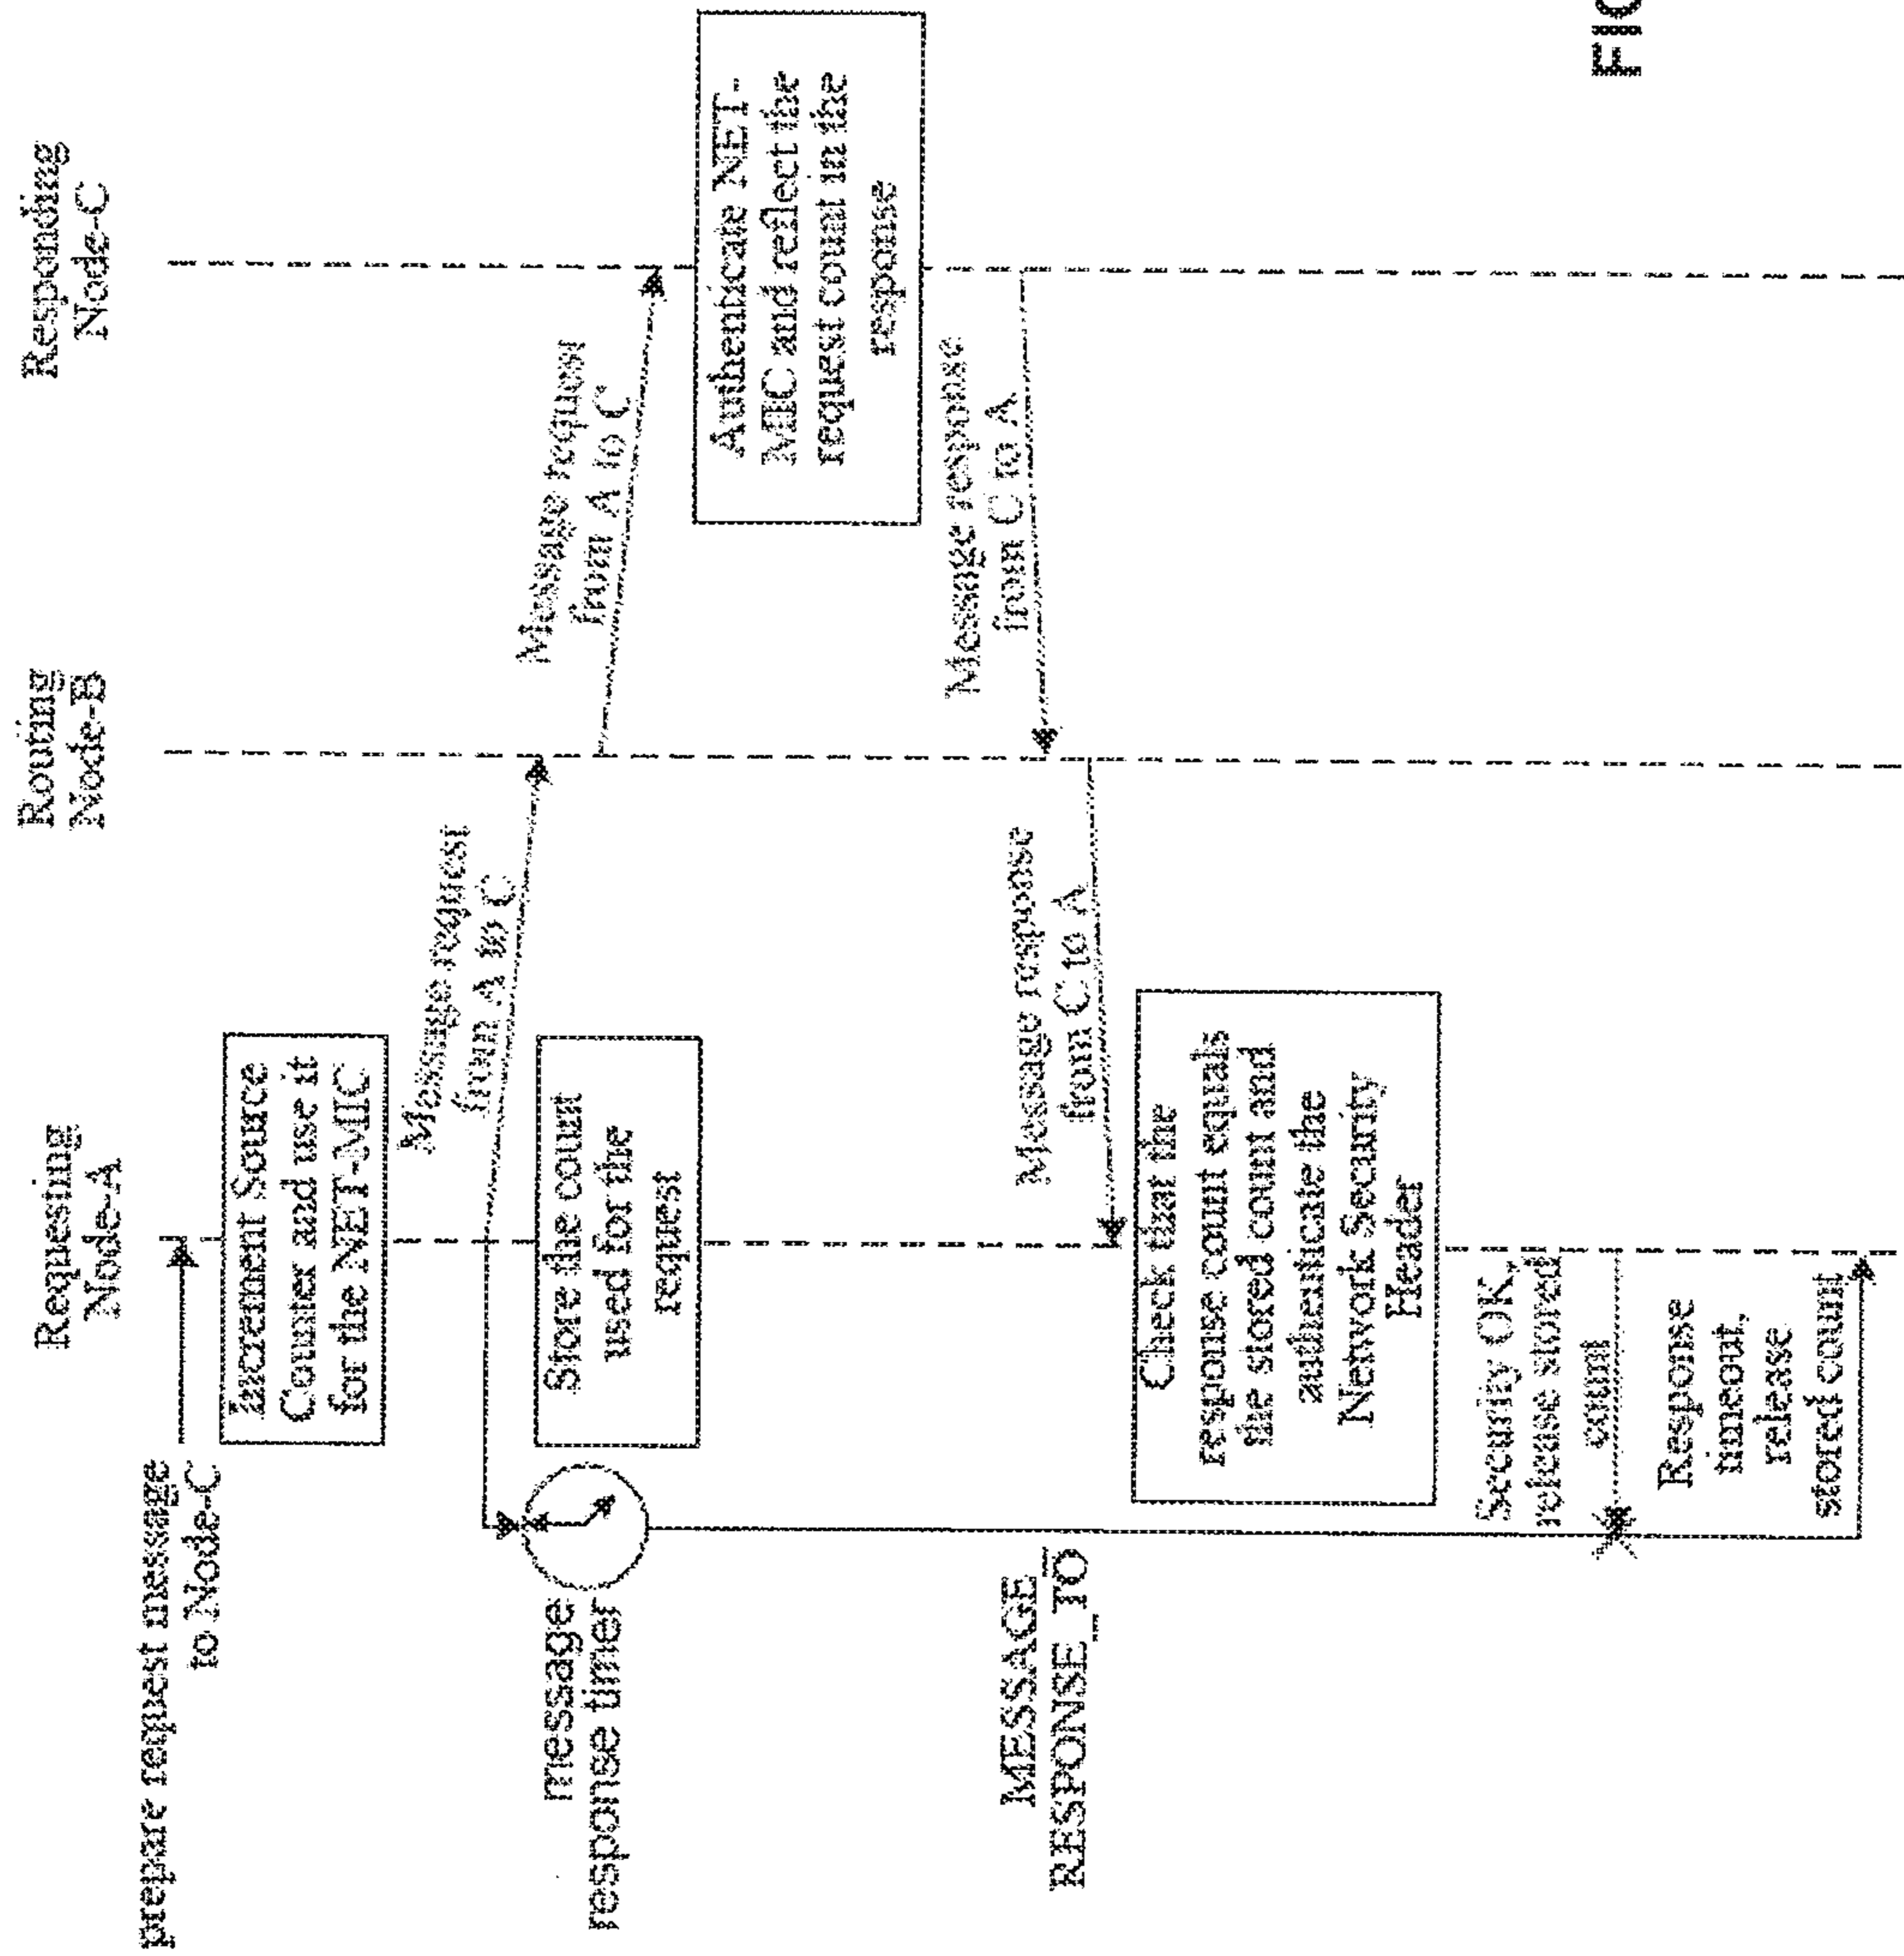 Requesting
Node-A
Routing
Node-B
Responding
Node-C
prepare request message
to Node-C
Increment Source
Counter and use it
for the NET-MIC
Message request
from A to C
message
response timer
Store the count
used for the
request
Message request
from A to C
Authenticate NET-
MIC and reflect the
request count in the
response
Message response
from C to A
Message response
from C to A
MESSAGE_
RESPONSE_TO
Check that the
response count equals
the stored count and
authenticate the
Network Security
Header
Security OK,
release stored
count
Response
timeout,
release
stored count